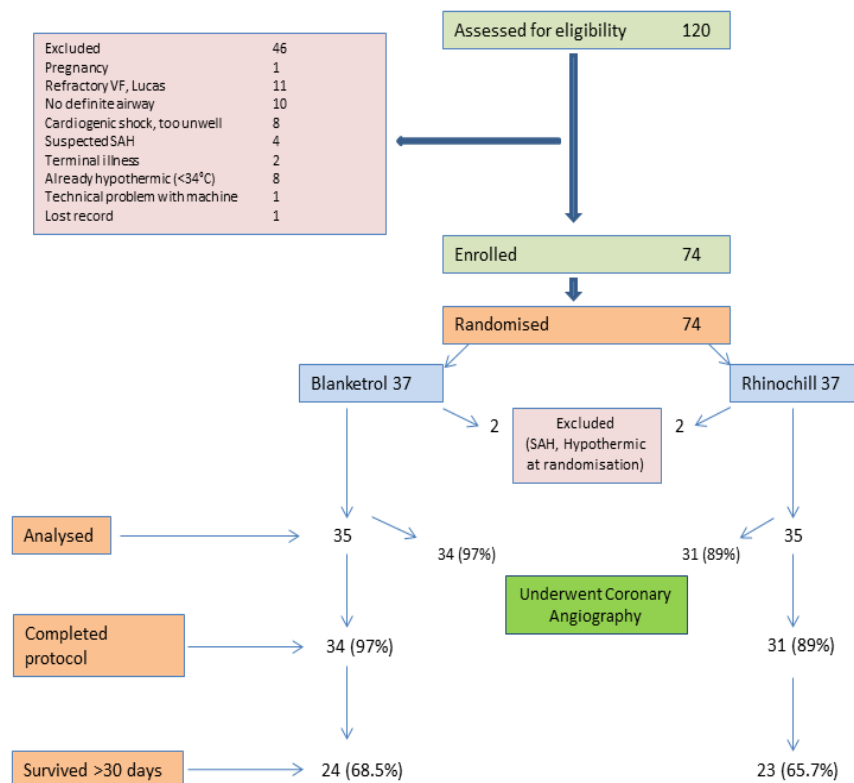 Assessed for eligibility 120
Excluded 46
Pregnancy 1
Refractory VF, Lucas 11
No definite airway 10
Cardiogenic shock, too unwell 8
Suspected SAH 4
Terminal illness 2
Already hypothermic (<34°C) 8
Technical problem with machine 1
Lost record 1
Enrolled 74
Randomised 74
Blanketrol 37
Rhinochill 37
2
Excluded
(SAH, Hypothermic
at randomisation)
2
Analysed
35
35
34 (97%)
31 (89%)
Underwent Coronary
Angiography
Completed
protocol
34 (97%)
31 (89%)
Survived >30 days
24 (68.5%)
23 (65.7%)